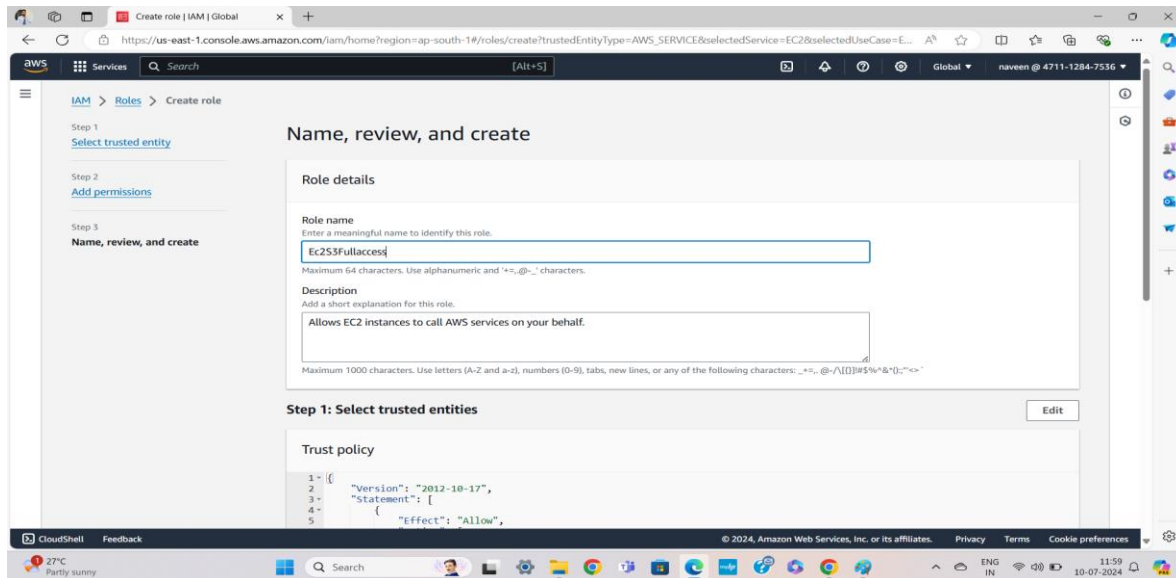 Create role | IAM | Global
https://us-east-1.console.aws.amazon.com/iam/home?region=ap-south-1#/roles/create?trustedEntityType=AWS_SERVICE&selectedService=EC2&selectedUseCase=E...
aws
Services
Search
[Alt+S]
Global
naveen @ 4711-1284-7536
IAM > Roles > Create role
Step 1
Select trusted entity
Step 2
Add permissions
Step 3
Name, review, and create
Name, review, and create
Role details
Role name
Enter a meaningful name to identify this role.
Ec2S3Fullaccess
Maximum 64 characters. Use alphanumeric and '+=,.@-_' characters.
Description
Add a short explanation for this role.
Allows EC2 instances to call AWS services on your behalf.
Maximum 1000 characters. Use letters (A-Z and a-z), numbers (0-9), tabs, new lines, or any of the following characters:
Step 1: Select trusted entities
Edit
Trust policy
1 {
2 "Version": "2012-10-17",
3 "Statement": [
4 {
5 "Effect": "Allow",
CloudShell Feedback
© 2024, Amazon Web Services, Inc. or its affiliates. Privacy Terms Cookie preferences
27°C
Partly sunny
Search
ENG
IN
11:59
10-07-2024